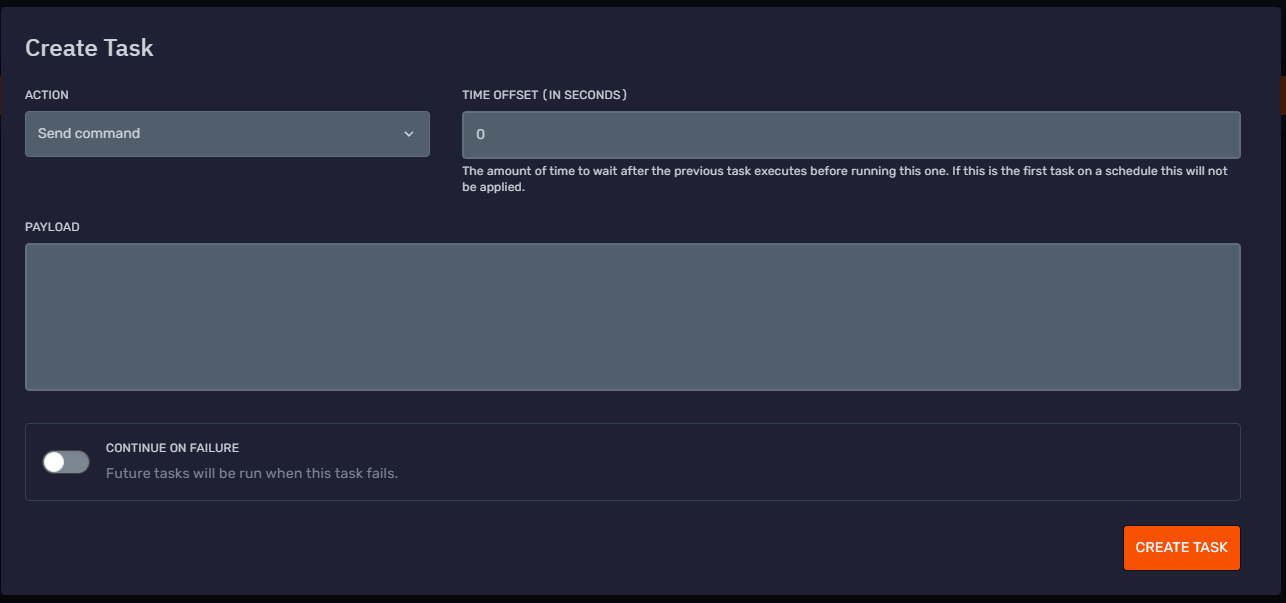 Create Task
ACTION
Send command
TIME OFFSET (IN SECONDS)
0
The amount of time to wait after the previous task executes before running this one. If this is the first task on a schedule this will not
be applied.
PAYLOAD
CONTINUE ON FAILURE
Future tasks will be run when this task fails.
CREATE TASK